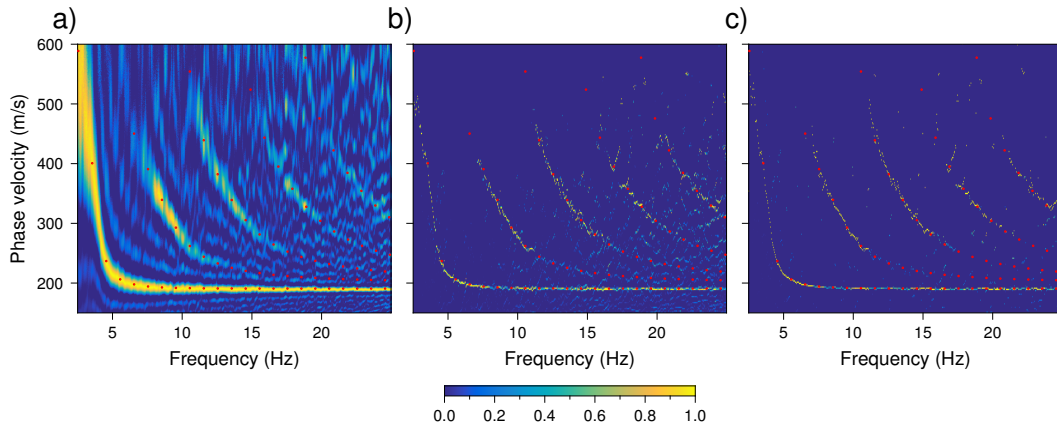 a)
b)
c)
600
500
400
300
200
Phase velocity (m/s)
5 10 15 20
5 10 15 20
5 10 15 20
Frequency (Hz)
Frequency (Hz)
Frequency (Hz)
0.0 0.2 0.4 0.6 0.8 1.0